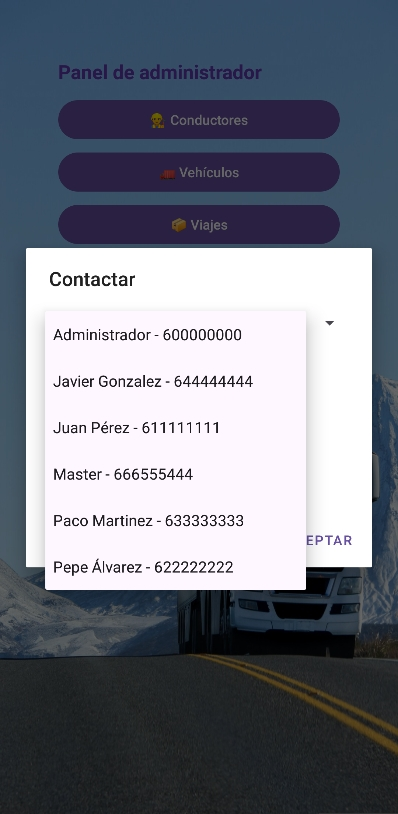 Panel de administrador
👷 Conductores
🚗 Vehículos
📦 Viajes
Contactar
Administrador - 600000000
Javier Gonzalez - 644444444
Juan Pérez - 611111111
Master - 666555444
Paco Martinez - 633333333
EPTAR
Pepe Álvarez - 622222222